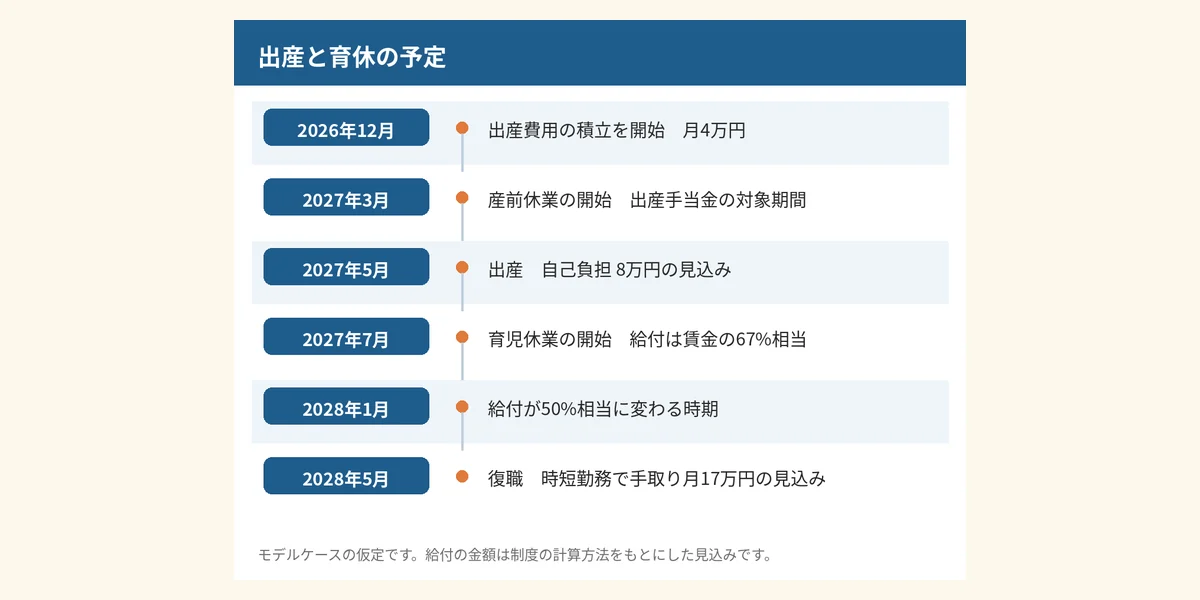 出産と育休の予定
2026年12月　出産費用の積立を開始　月4万円
2027年3月　産前休業の開始　出産手当金の対象期間
2027年5月　出産　自己負担 8万円の見込み
2027年7月　育児休業の開始　給付は賃金の67%相当
2028年1月　給付が50%相当に変わる時期
2028年5月　復職　時短勤務で手取り月17万円の見込み
モデルケースの仮定です。給付の金額は制度の計算方法をもとにした見込みです。